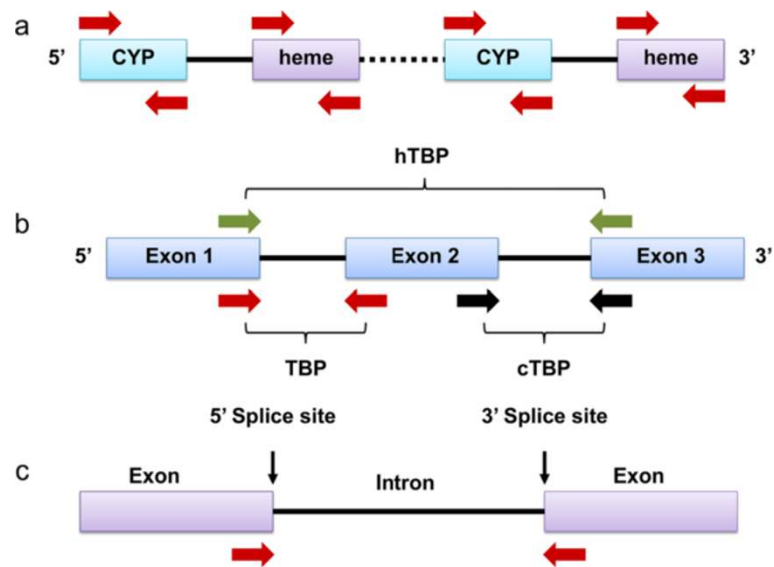 a
5’ CYP heme CYP heme 3’
hTBP
b
5’ Exon 1 Exon 2 Exon 3 3’
TBP cTBP
5’ Splice site 3’ Splice site
c
Exon Intron Exon